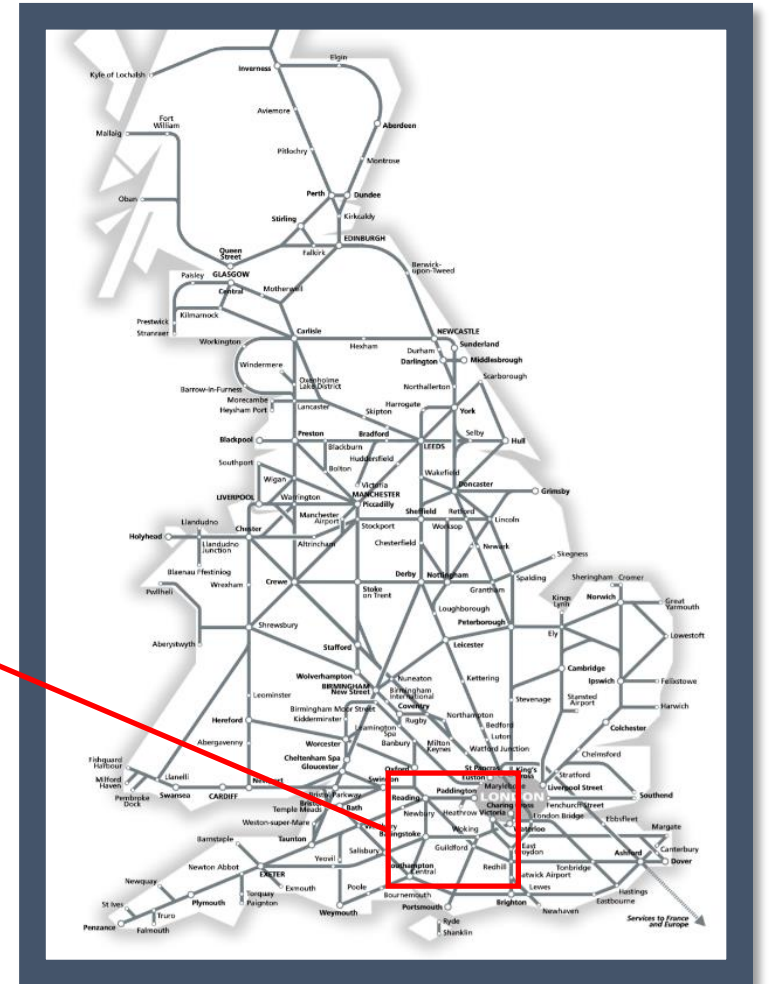 Elgin
Inverness
Kyle of Lochalsh
Aviemore
Fort
William
Mallaig
Aberdeen
Pitlochry
Montrose
Oban
Perth
Dundee
Stirling
Kirkcaldy
Queen
Street
Falkirk
EDINBURGH
Berwick-
upon-Tweed
Paisley
GLASGOW
Central
Motherwell
Prestwick
Kilmarnock
Stranraer
Carlisle
NEWCASTLE
Workington
Hexham
Durham
Sunderland
Darlington
Middlesbrough
Windermere
Scarborough
Oxenholme
Lake District
Northallerton
Barrow-in-Furness
Morecambe
Heysham Port
Lancaster
Harrogate
York
Skipton
Blackpool
Preston
Bradford
Selby
Hull
Blackburn
LEEDS
Huddersfield
Southport
Bolton
Wakefield
Wigan
Victoria
MANCHESTER
Piccadilly
Doncaster
Grimsby
LIVERPOOL
Warrington
Manchester
Airport
Sheffield
Retford
Lincoln
Llandudno
Stockport
Worksop
Holyhead
Chester
Llandudno
Junction
Altrincham
Chesterfield
Newark
Skegness
Blaenau Ffestiniog
Pwllheli
Wrexham
Crewe
Stoke
on Trent
Derby
Nottingham
Grantham
Spalding
Sheringham
Cromer
Kings
Lynn
Norwich
Great
Yarmouth
Loughborough
Peterborough
Shrewsbury
Ely
Lowestoft
Aberystwyth
Stafford
Leicester
Wolverhampton
BIRMINGHAM
New Street
Nuneaton
Birmingham
International
Kettering
Cambridge
Ipswich
Felixstowe
Leominster
Coventry
Stevenage
Stansted
Airport
Harwich
Birmingham Moor Street
Kidderminster
Rugby
Northampton
Hereford
Leamington
Spa
Bedford
Colchester
Abergavenny
Worcester
Banbury
Milton
Keynes
Luton
Watford Junction
Chelmsford
Cheltenham Spa
Gloucester
Fishguard
Harbour
Milford
Haven
Oxford
St Pancras
Euston
King's
Cross
Stratford
Llanelli
Newport
Swindon
Marylebone
Liverpool Street
Pembroke
Dock
Swansea
CARDIFF
Bristol Parkway
Bristol
Temple Meads
Bath
Reading
Paddington
LONDON
Southend
Newbury
Heathrow
Victoria
Charing Cross
Fenchurch Street
London Bridge
Waterloo
Ebbsfleet
Weston-super-Mare
Westbury
Basingstoke
Woking
Margate
Barnstaple
Taunton
Salisbury
Guildford
East
Croydon
Canterbury
Newton Abbot
Yeovil
Southampton
Central
Redhill
Tonbridge
Ashford
Dover
EXETER
Gatwick Airport
Newquay
Exmouth
Poole
Lewes
Hastings
St Ives
Plymouth
Torquay
Paignton
Bournemouth
Eastbourne
Truro
Weymouth
Portsmouth
Brighton
Newhaven
Penzance
Falmouth
Ryde
Shanklin
Services to France
and Europe